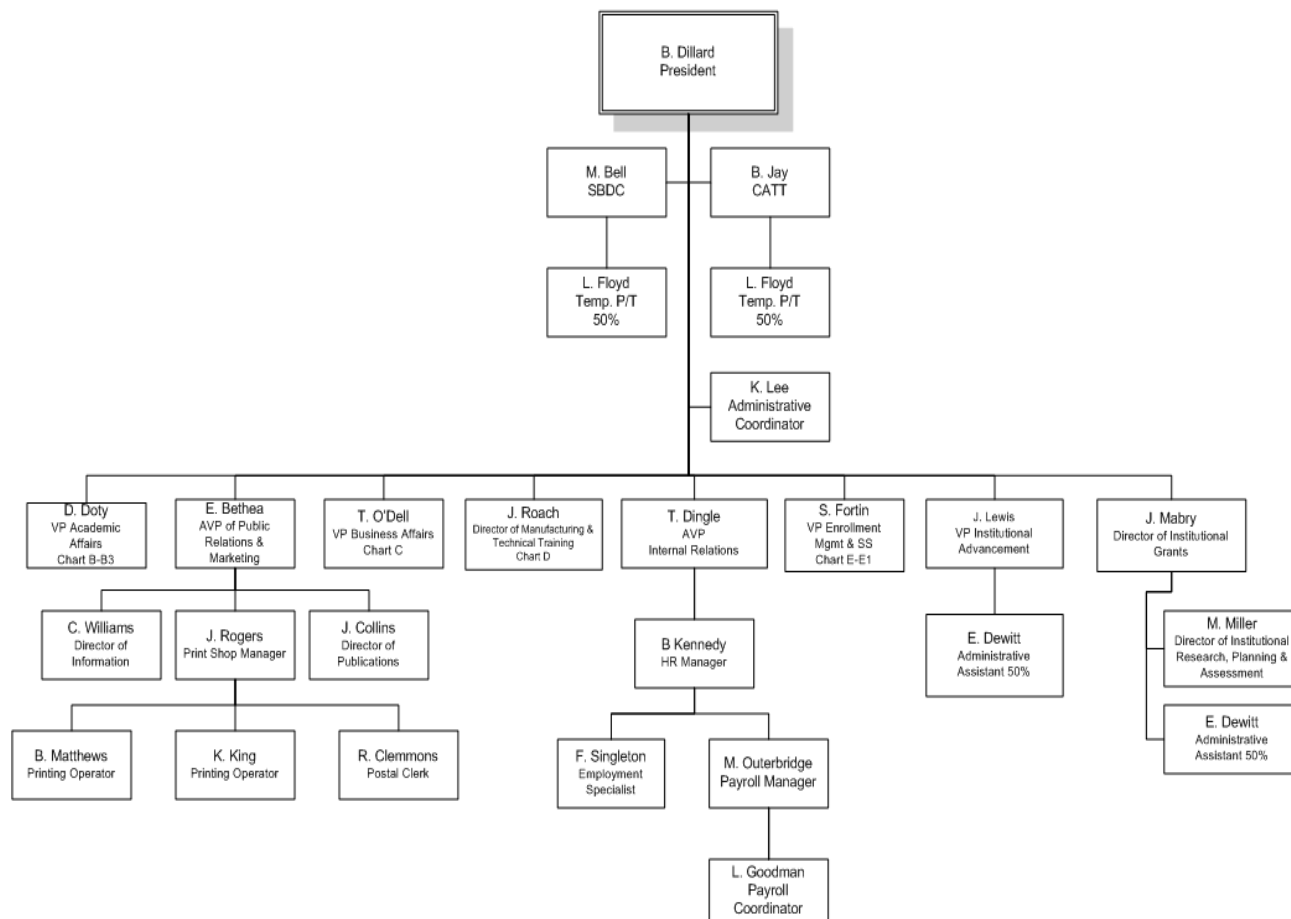 B. Dillard
President
M. Bell
SBDC
B. Jay
CATT
L. Floyd
Temp. P/T
50%
L. Floyd
Temp. P/T
50%
K. Lee
Administrative
Coordinator
D. Doty
VP Academic
Affairs
Chart B-B3
E. Bethea
AVP of Public
Relations &
Marketing
T. O'Dell
VP Business Affairs
Chart C
J. Roach
Director of Manufacturing &
Technical Training
Chart D
T. Dingle
AVP
Internal Relations
S. Fortin
VP Enrollment
Mgmt & SS
Chart E-E1
J. Lewis
VP Institutional
Advancement
J. Mabry
Director of Institutional
Grants
C. Williams
Director of
Information
J. Rogers
Print Shop Manager
J. Collins
Director of
Publications
B Kennedy
HR Manager
E. Dewitt
Administrative
Assistant 50%
M. Miller
Director of Institutional
Research, Planning &
Assessment
B. Matthews
Printing Operator
K. King
Printing Operator
R. Clemmons
Postal Clerk
F. Singleton
Employment
Specialist
M. Outerbridge
Payroll Manager
E. Dewitt
Administrative
Assistant 50%
L. Goodman
Payroll
Coordinator